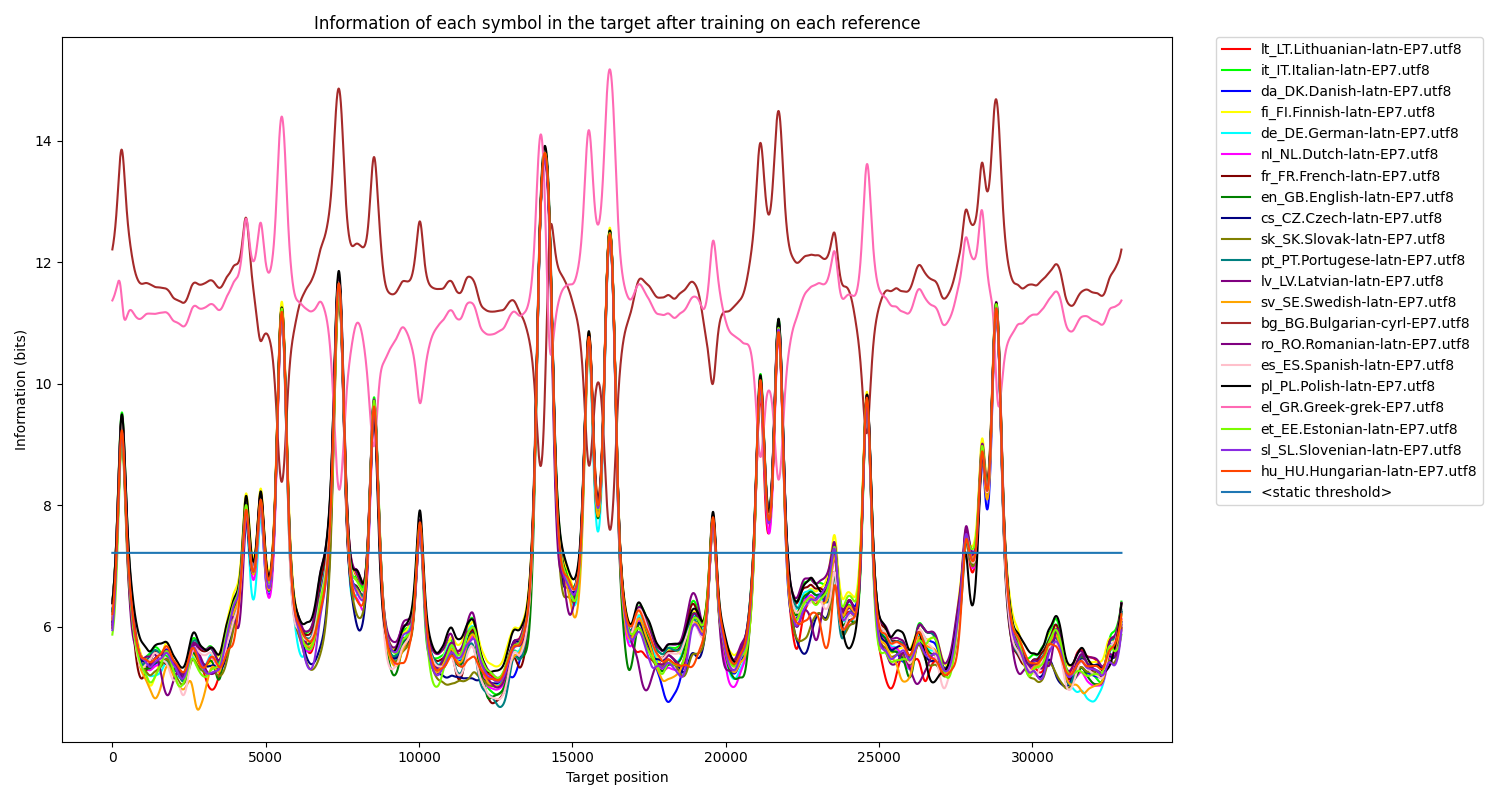 Information of each symbol in the target after training on each reference
lt_LT.Lithuanian-latn-EP7.utf8
it_IT.Italian-latn-EP7.utf8
da_DK.Danish-latn-EP7.utf8
fi_FI.Finnish-latn-EP7.utf8
de_DE.German-latn-EP7.utf8
nl_NL.Dutch-latn-EP7.utf8
fr_FR.French-latn-EP7.utf8
en_GB.English-latn-EP7.utf8
cs_CZ.Czech-latn-EP7.utf8
sk_SK.Slovak-latn-EP7.utf8
pt_PT.Portugese-latn-EP7.utf8
lv_LV.Latvian-latn-EP7.utf8
sv_SE.Swedish-latn-EP7.utf8
bg_BG.Bulgarian-cyrl-EP7.utf8
ro_RO.Romanian-latn-EP7.utf8
es_ES.Spanish-latn-EP7.utf8
pl_PL.Polish-latn-EP7.utf8
el_GR.Greek-grek-EP7.utf8
et_EE.Estonian-latn-EP7.utf8
sl_SL.Slovenian-latn-EP7.utf8
hu_HU.Hungarian-latn-EP7.utf8
<static threshold>
Information (bits)
14
12
10
8
6
0 5000 10000 15000 20000 25000 30000
Target position